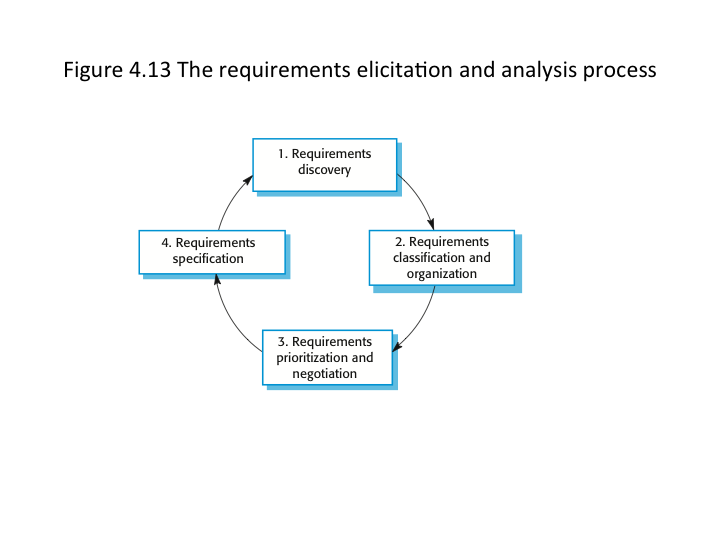 Figure 4.13 The requirements elicitation and analysis process
1. Requirements
discovery
2. Requirements
classification and
organization
3. Requirements
prioritization and
negotiation
4. Requirements
specification